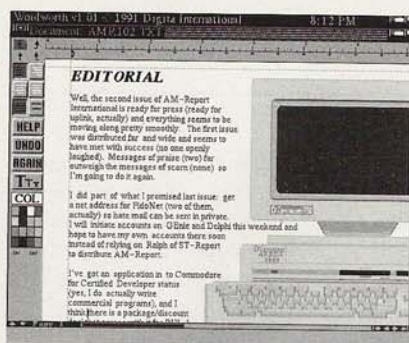 Wordworth v1.01 © 1991 Digita International 8:12 PM
Document: AMR102.TXT
HELP
UNDO
AGAIN
TTT
COL
EDITORIAL
Well, the second issue of AM-Report
International is ready for press (ready for
uplink, actually) and everything seems to be
moving along pretty smoothly. The first issue
was distributed far and wide and seems to
have met with success (no one openly
laughed). Messages of praise (two) far
outweigh the messages of scorn (none) so
I'm going to do it again.
I did part of what I promised last issue: get
a net address for FidoNet (two of them,
actually) so hate mail can be sent in private.
I will initiate accounts on GEnie and Delphi this weekend and
hope to have my own accounts there soon
instead of relying on Ralph of ST-Report
to distribute AM-Report.
I've got an application in to Commodore
for Certified Developer status
(yes, I do actually write
commercial programs), and I
think there is a package/discount